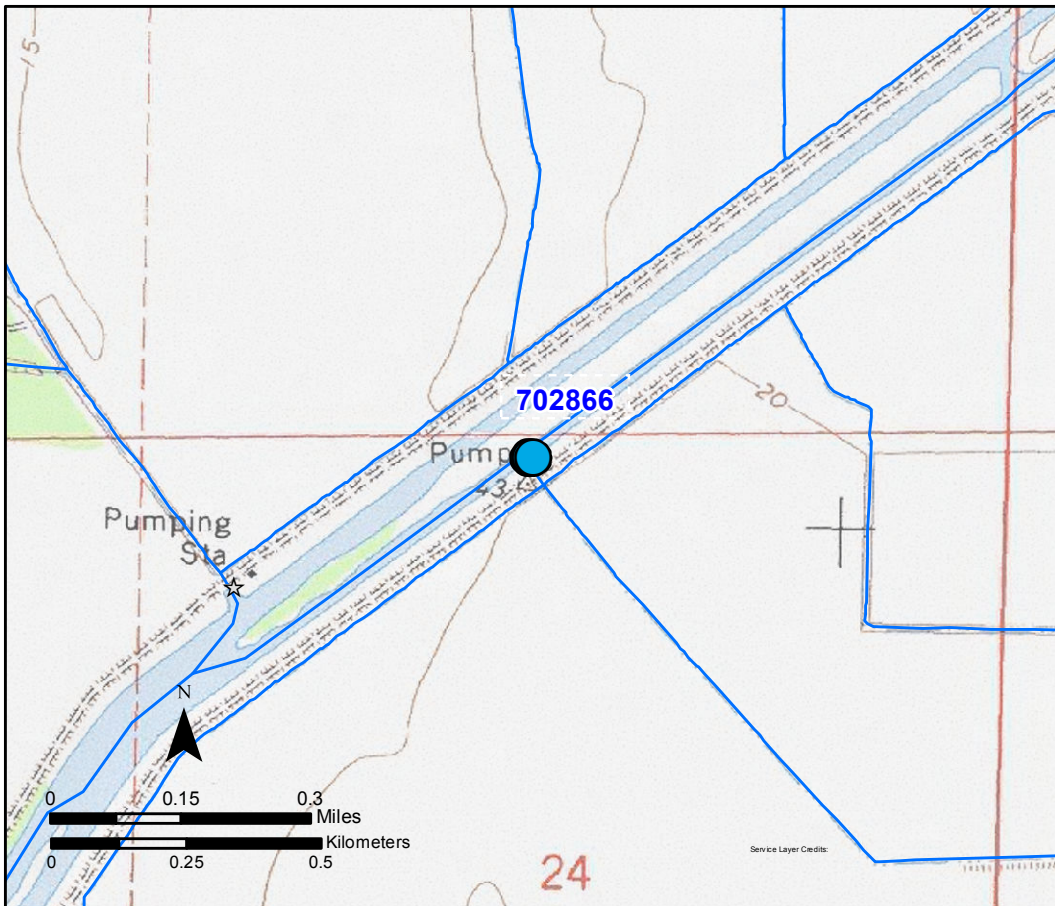 15
702866
20
Pump
43
Pumping
Sta
N
0 0.15 0.3
Miles
Kilometers
0 0.25 0.5
Service Layer Credits:
24